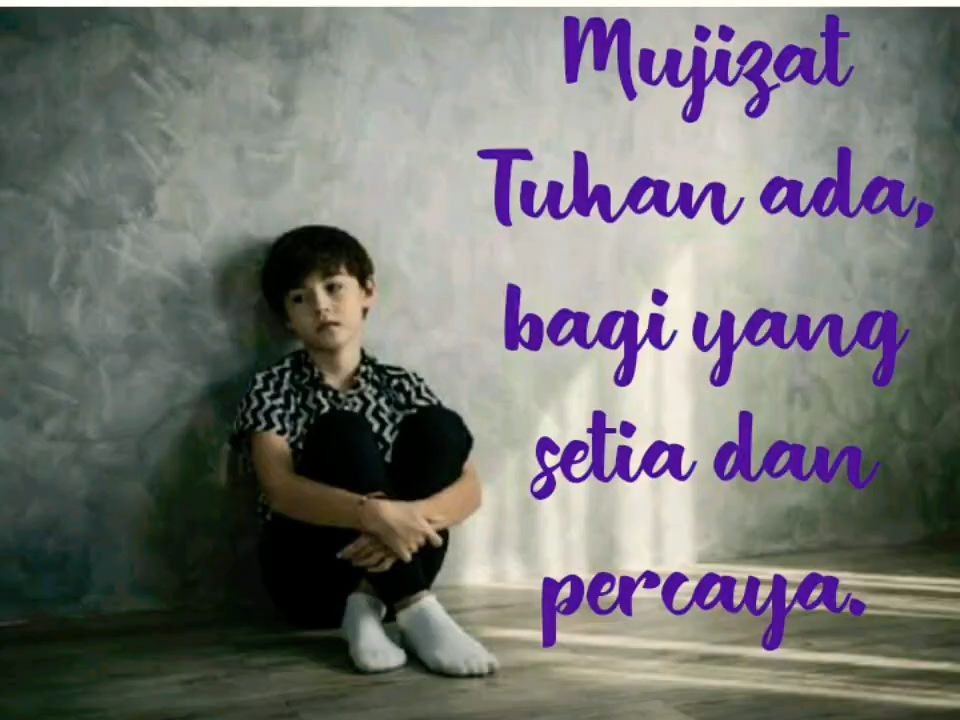 Mujizat
Tuhan ada,
bagi yang
setia dan
percaya.